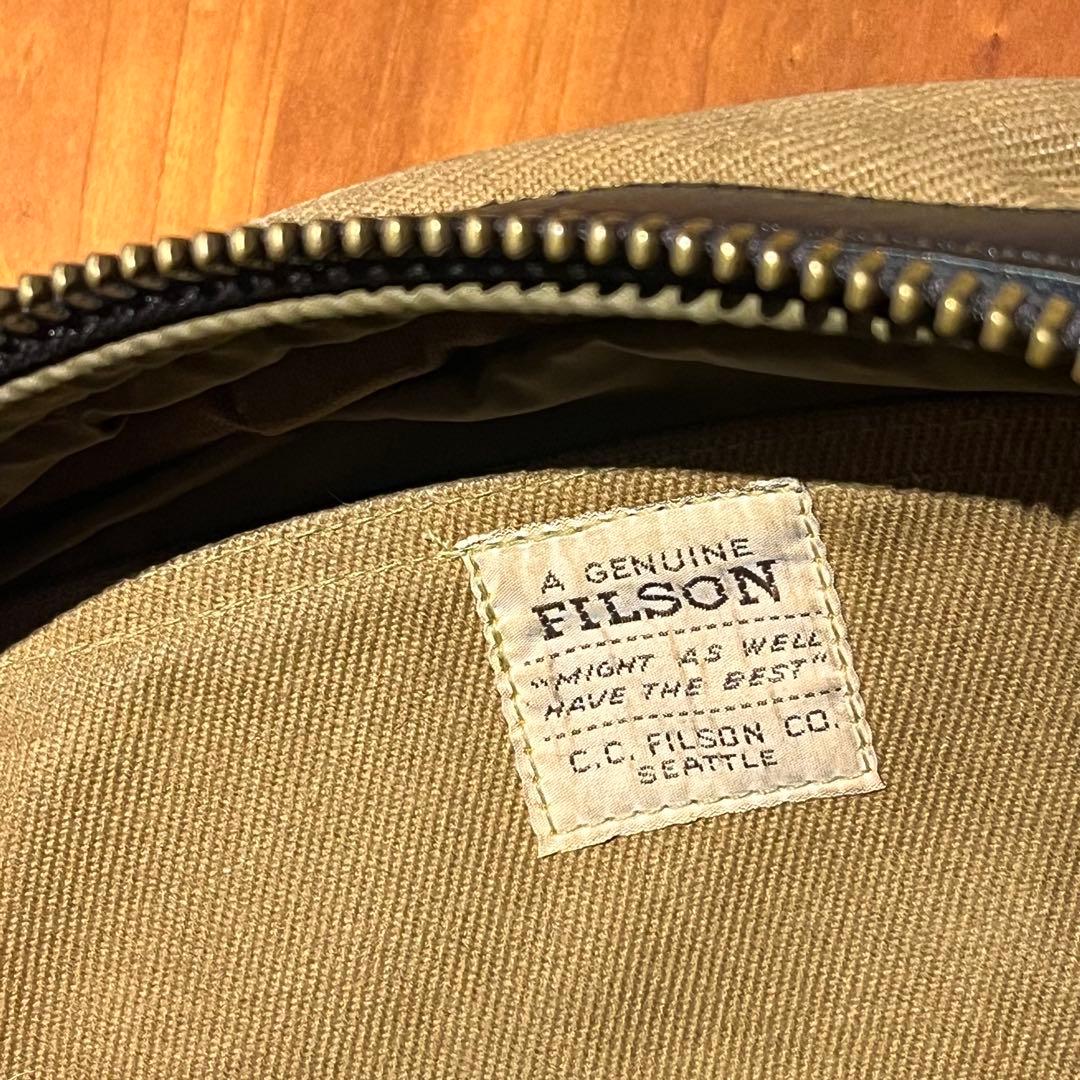 A GENUINE
FILSON
"MIGHT AS WELL
HAVE THE BEST"
C.C. FILSON CO.
SEATTLE